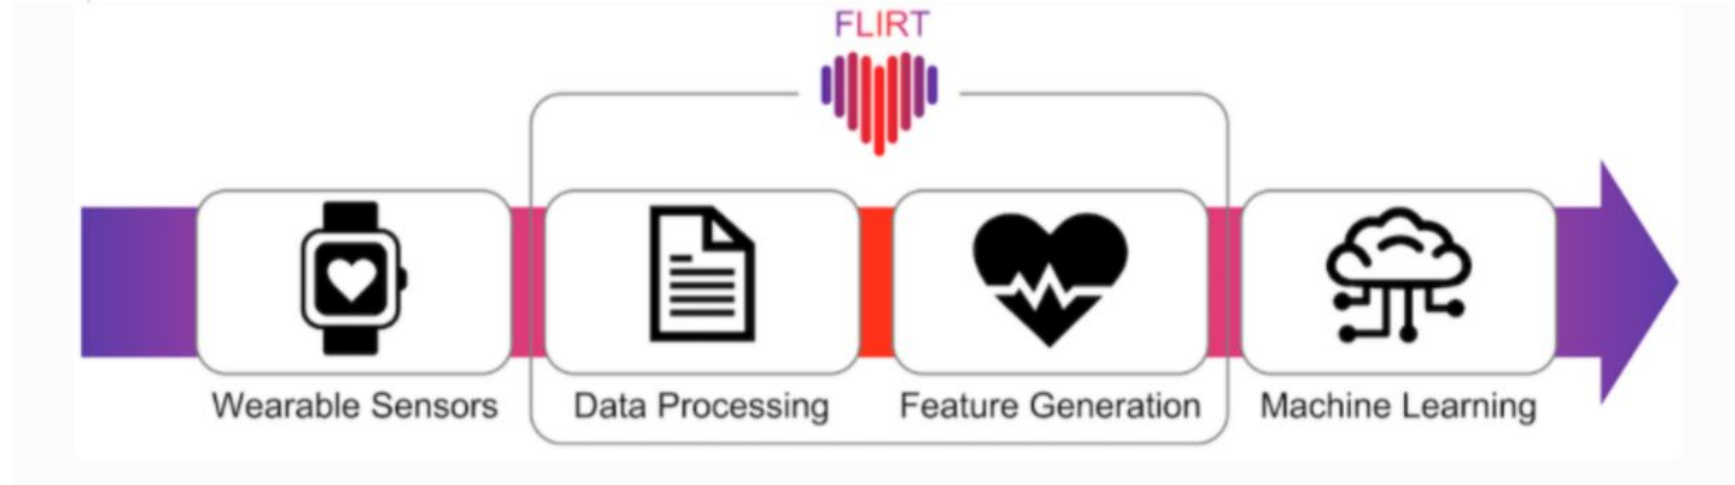 FLIRT
Wearable Sensors
Data Processing
Feature Generation
Machine Learning